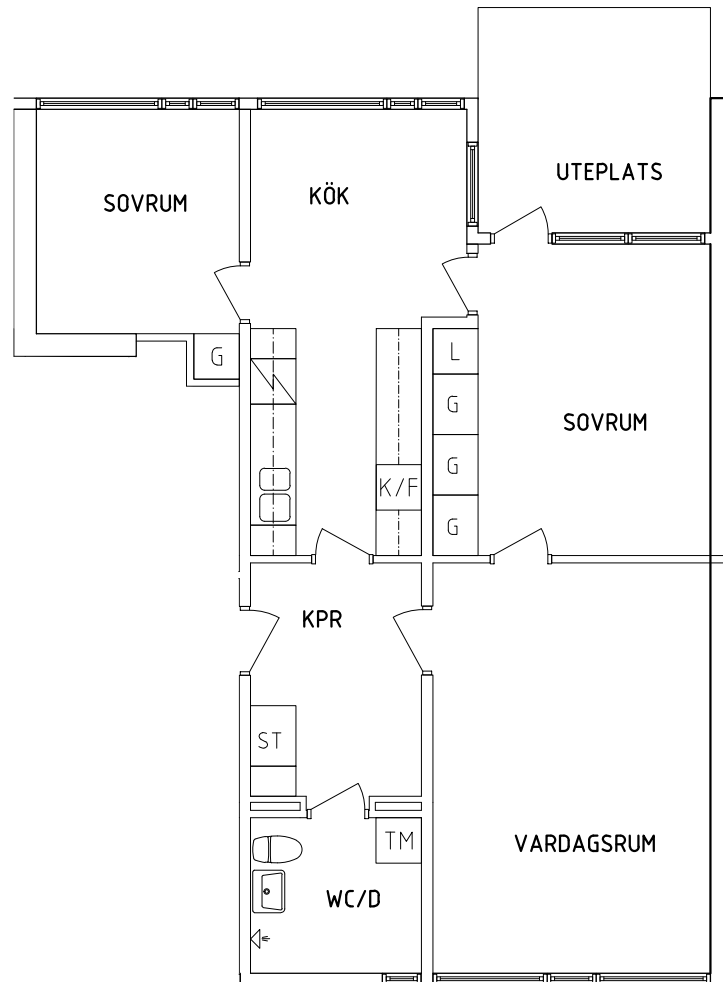 UTEPLATS
SOVRUM
KÖK
L
G
G
SOVRUM
G
K/F
G
KPR
ST
TM
VARDAGSRUM
WC/D